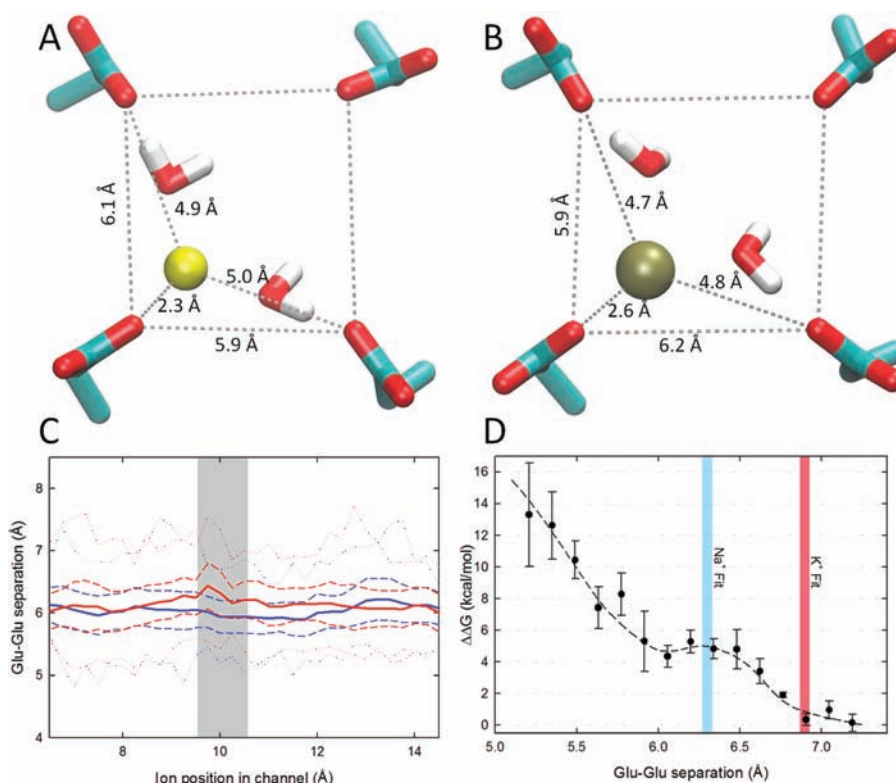 A
B
6.1 Å
4.9 Å
5.0 Å
2.3 Å
5.9 Å
5.9 Å
4.7 Å
4.8 Å
2.6 Å
6.2 Å
C
Glu-Glu separation (Å)
8
7
6
5
4
8
10
12
14
Ion position in channel (Å)
D
ΔΔG (kcal/mol)
16
14
12
10
8
6
4
2
0
Na⁺ Fit
K⁺ Fit
5.0
5.5
6.0
6.5
7.0
Glu-Glu separation (Å)